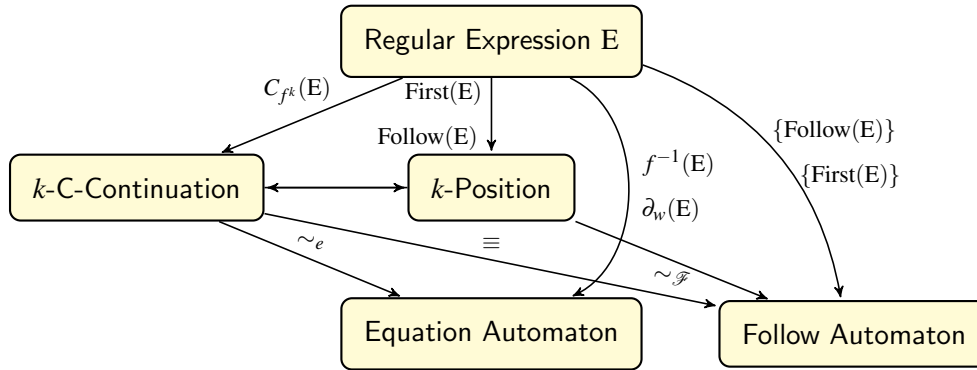 Regular Expression E
C_{f^k}(E)
First(E)
Follow(E)
{Follow(E)}
{First(E)}
f^{-1}(E)
∂_w(E)
k-C-Continuation
k-Position
∼_e
≡
∼_ℱ
Equation Automaton
Follow Automaton